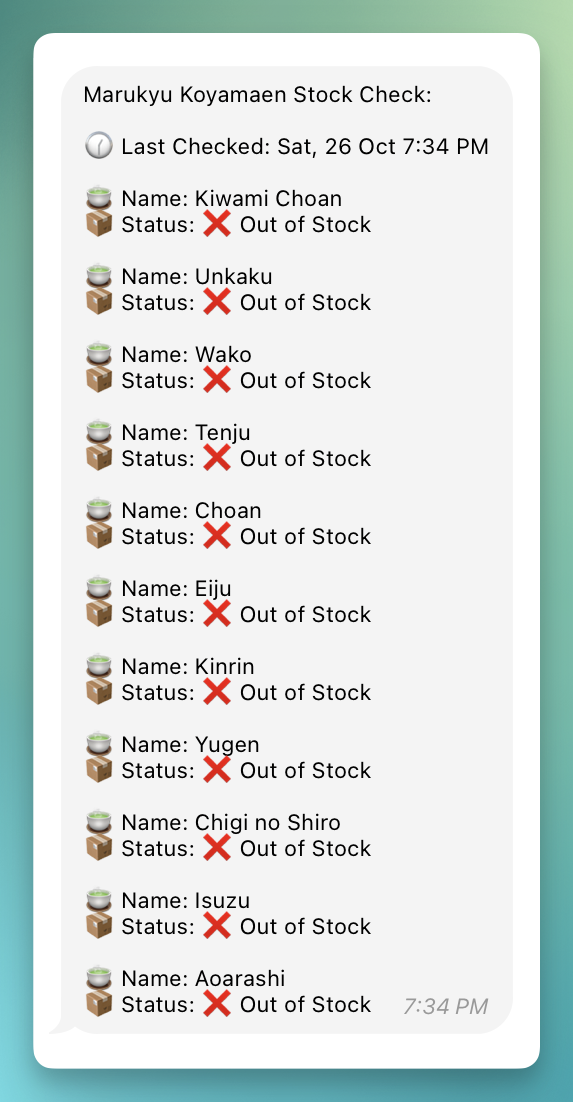 Marukyu Koyamaen Stock Check:
🕜 Last Checked: Sat, 26 Oct 7:34 PM
🍵 Name: Kiwami Choan
📦 Status: ❌ Out of Stock
🍵 Name: Unkaku
📦 Status: ❌ Out of Stock
🍵 Name: Wako
📦 Status: ❌ Out of Stock
🍵 Name: Tenju
📦 Status: ❌ Out of Stock
🍵 Name: Choan
📦 Status: ❌ Out of Stock
🍵 Name: Eiju
📦 Status: ❌ Out of Stock
🍵 Name: Kinrin
📦 Status: ❌ Out of Stock
🍵 Name: Yugen
📦 Status: ❌ Out of Stock
🍵 Name: Chigi no Shiro
📦 Status: ❌ Out of Stock
🍵 Name: Isuzu
📦 Status: ❌ Out of Stock
🍵 Name: Aoarashi
📦 Status: ❌ Out of Stock
7:34 PM